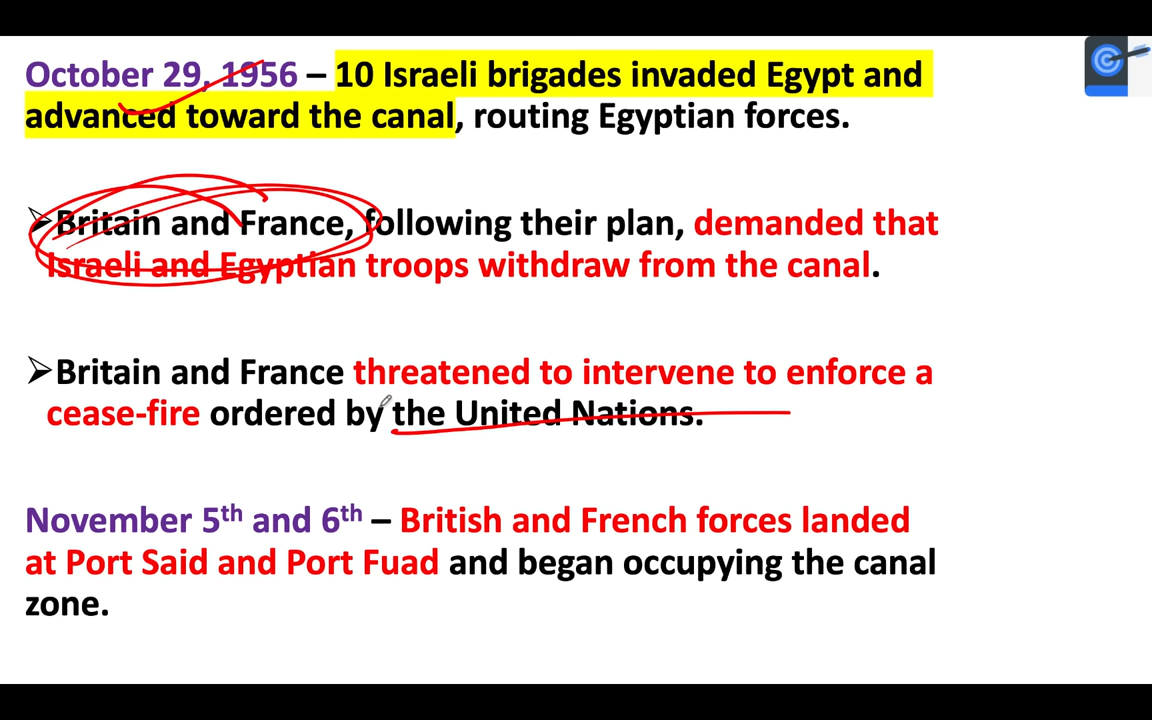 October 29, 1956 – 10 Israeli brigades invaded Egypt and
advanced toward the canal, routing Egyptian forces.
➢Britain and France, following their plan, demanded that
Israeli and Egyptian troops withdraw from the canal.
➢Britain and France threatened to intervene to enforce a
cease-fire ordered by the United Nations.
November 5th and 6th – British and French forces landed
at Port Said and Port Fuad and began occupying the canal
zone.